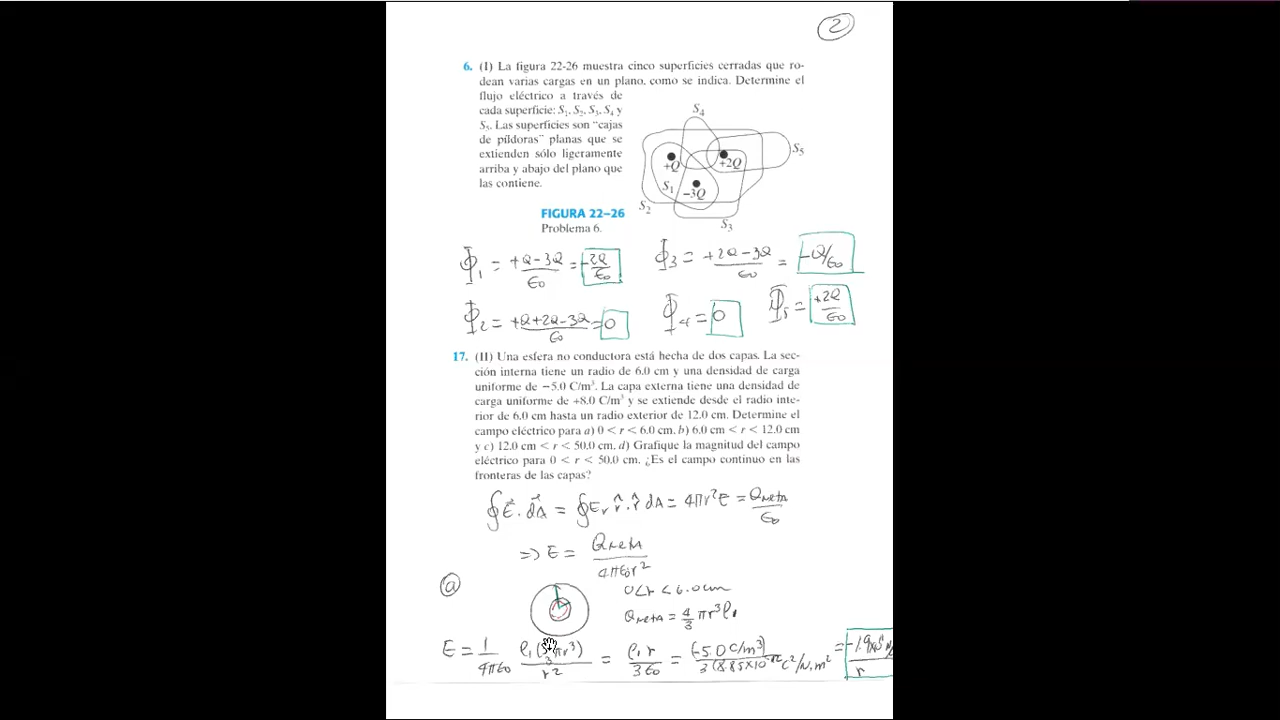 2
6. (I) La figura 22-26 muestra cinco superficies cerradas que ro-
dean varias cargas en un plano, como se indica. Determine el
flujo eléctrico a través de
cada superficie: S₁, S₂, S₃, S₄ y
S₅. Las superficies son "cajas
de píldoras" planas que se
extienden sólo ligeramente
arriba y abajo del plano que
las contiene.
S₄
S₅
+Q
+2Q
S₁
-3Q
S₂
S₃
FIGURA 22–26
Problema 6.
Φ₁ = +Q-3Q/ε₀ = -2Q/ε₀
Φ₃ = +2Q-3Q/ε₀ = -Q/ε₀
Φ₂ = +Q+2Q-3Q/ε₀ = 0
Φ₄ = 0
Φ₅ = +2Q/ε₀
17. (II) Una esfera no conductora está hecha de dos capas. La sec-
ción interna tiene un radio de 6.0 cm y una densidad de carga
uniforme de −5.0 C/m³. La capa externa tiene una densidad de
carga uniforme de +8.0 C/m³ y se extiende desde el radio inte-
rior de 6.0 cm hasta un radio exterior de 12.0 cm. Determine el
campo eléctrico para a) 0 < r < 6.0 cm, b) 6.0 cm < r < 12.0 cm
y c) 12.0 cm < r < 50.0 cm. d) Grafique la magnitud del campo
eléctrico para 0 < r < 50.0 cm. ¿Es el campo continuo en las
fronteras de las capas?
∮E⃗·dA⃗ = ∮Eᵣ r̂·r̂ dA = 4πr²E = Qneta/ε₀
=> E = Qneta/4πε₀r²
a
0<r<6.0cm
Qneta = 4/3 πr³ρ₁
E = 1/4πε₀ ρ₁(4/3πr³)/r² = ρ₁r/3ε₀ = (-5.0 C/m³)/3(8.85×10⁻¹² C²/N.m²